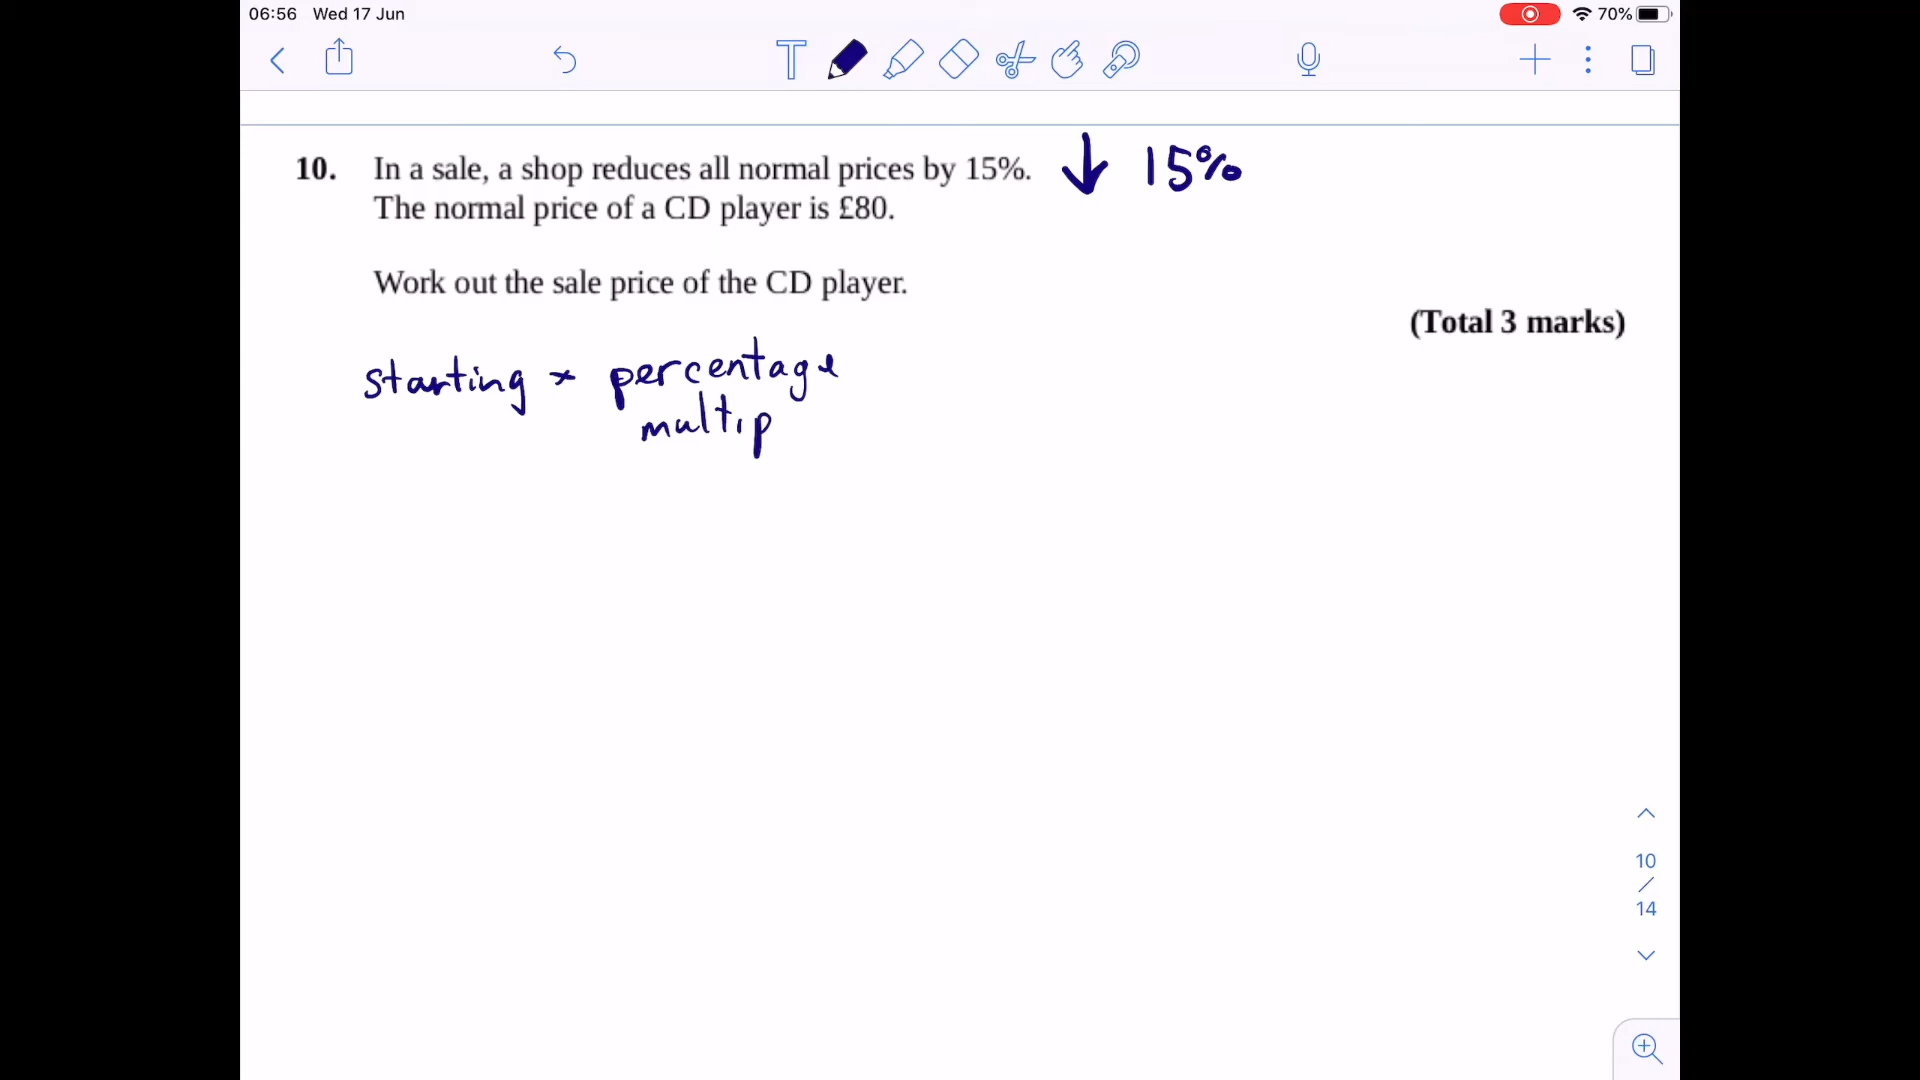 06:56 Wed 17 Jun 70%
T
10. In a sale, a shop reduces all normal prices by 15%. ↓ 15%
The normal price of a CD player is £80.
Work out the sale price of the CD player.
(Total 3 marks)
starting × percentage
multip
10
/
14